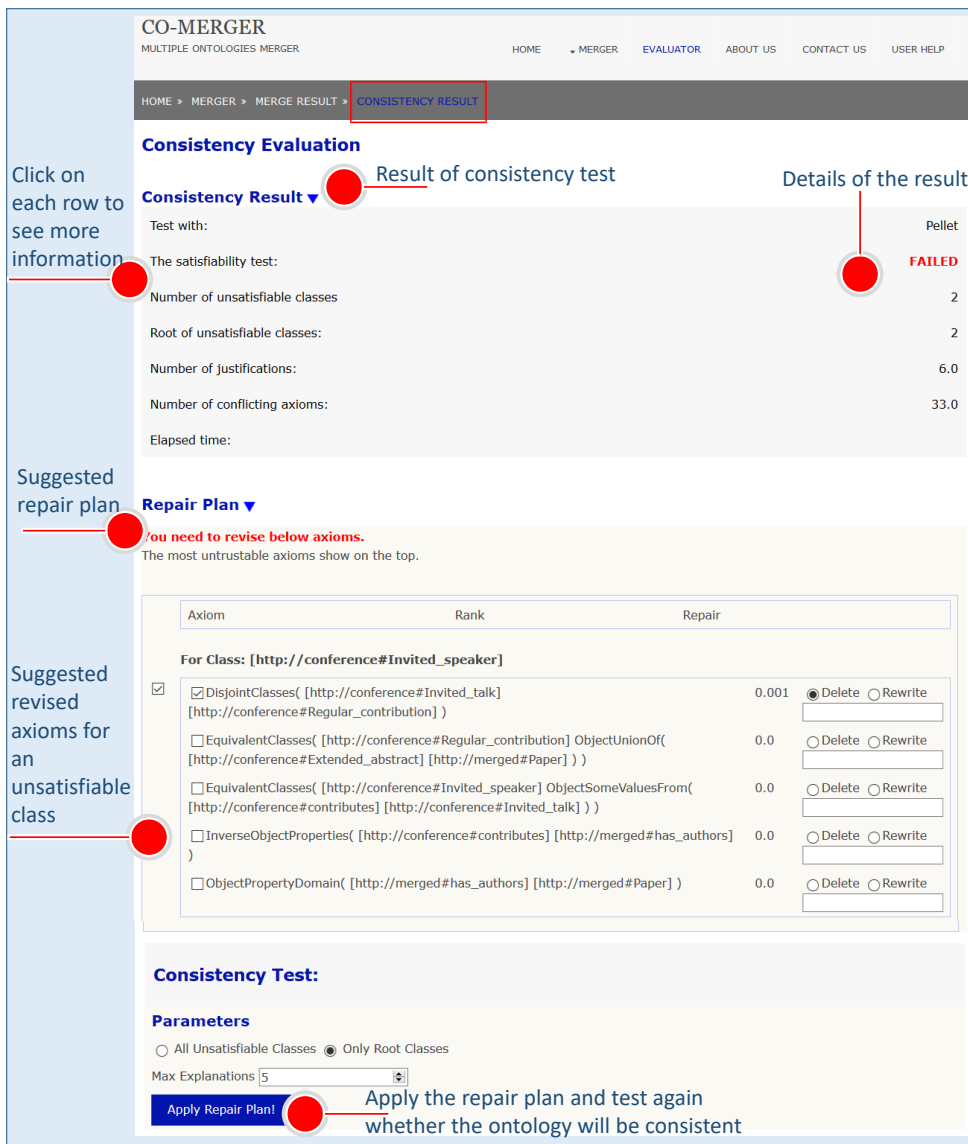 CO-MERGER
MULTIPLE ONTOLOGIES MERGER
HOME MERGER EVALUATOR ABOUT US CONTACT US USER HELP
HOME » MERGER » MERGE RESULT » CONSISTENCY RESULT
Consistency Evaluation
Click on
each row to
see more
information
Result of consistency test
Details of the result
Consistency Result ▼
Test with: Pellet
The satisfiability test: FAILED
Number of unsatisfiable classes 2
Root of unsatisfiable classes: 2
Number of justifications: 6.0
Number of conflicting axioms: 33.0
Elapsed time:
Suggested
repair plan
Repair Plan ▼
You need to revise below axioms.
The most untrustable axioms show on the top.
Axiom Rank Repair
For Class: [http://conference#Invited_speaker]
Suggested
revised
axioms for
an
unsatisfiable
class
DisjointClasses( [http://conference#Invited_talk] 0.001 Delete Rewrite
[http://conference#Regular_contribution] )
EquivalentClasses( [http://conference#Regular_contribution] ObjectUnionOf( 0.0 Delete Rewrite
[http://conference#Extended_abstract] [http://merged#Paper] ) )
EquivalentClasses( [http://conference#Invited_speaker] ObjectSomeValuesFrom( 0.0 Delete Rewrite
[http://conference#contributes] [http://conference#Invited_talk] ) )
InverseObjectProperties( [http://conference#contributes] [http://merged#has_authors] 0.0 Delete Rewrite
)
ObjectPropertyDomain( [http://merged#has_authors] [http://merged#Paper] ) 0.0 Delete Rewrite
Consistency Test:
Parameters
All Unsatisfiable Classes Only Root Classes
Max Explanations 5
Apply Repair Plan!
Apply the repair plan and test again
whether the ontology will be consistent